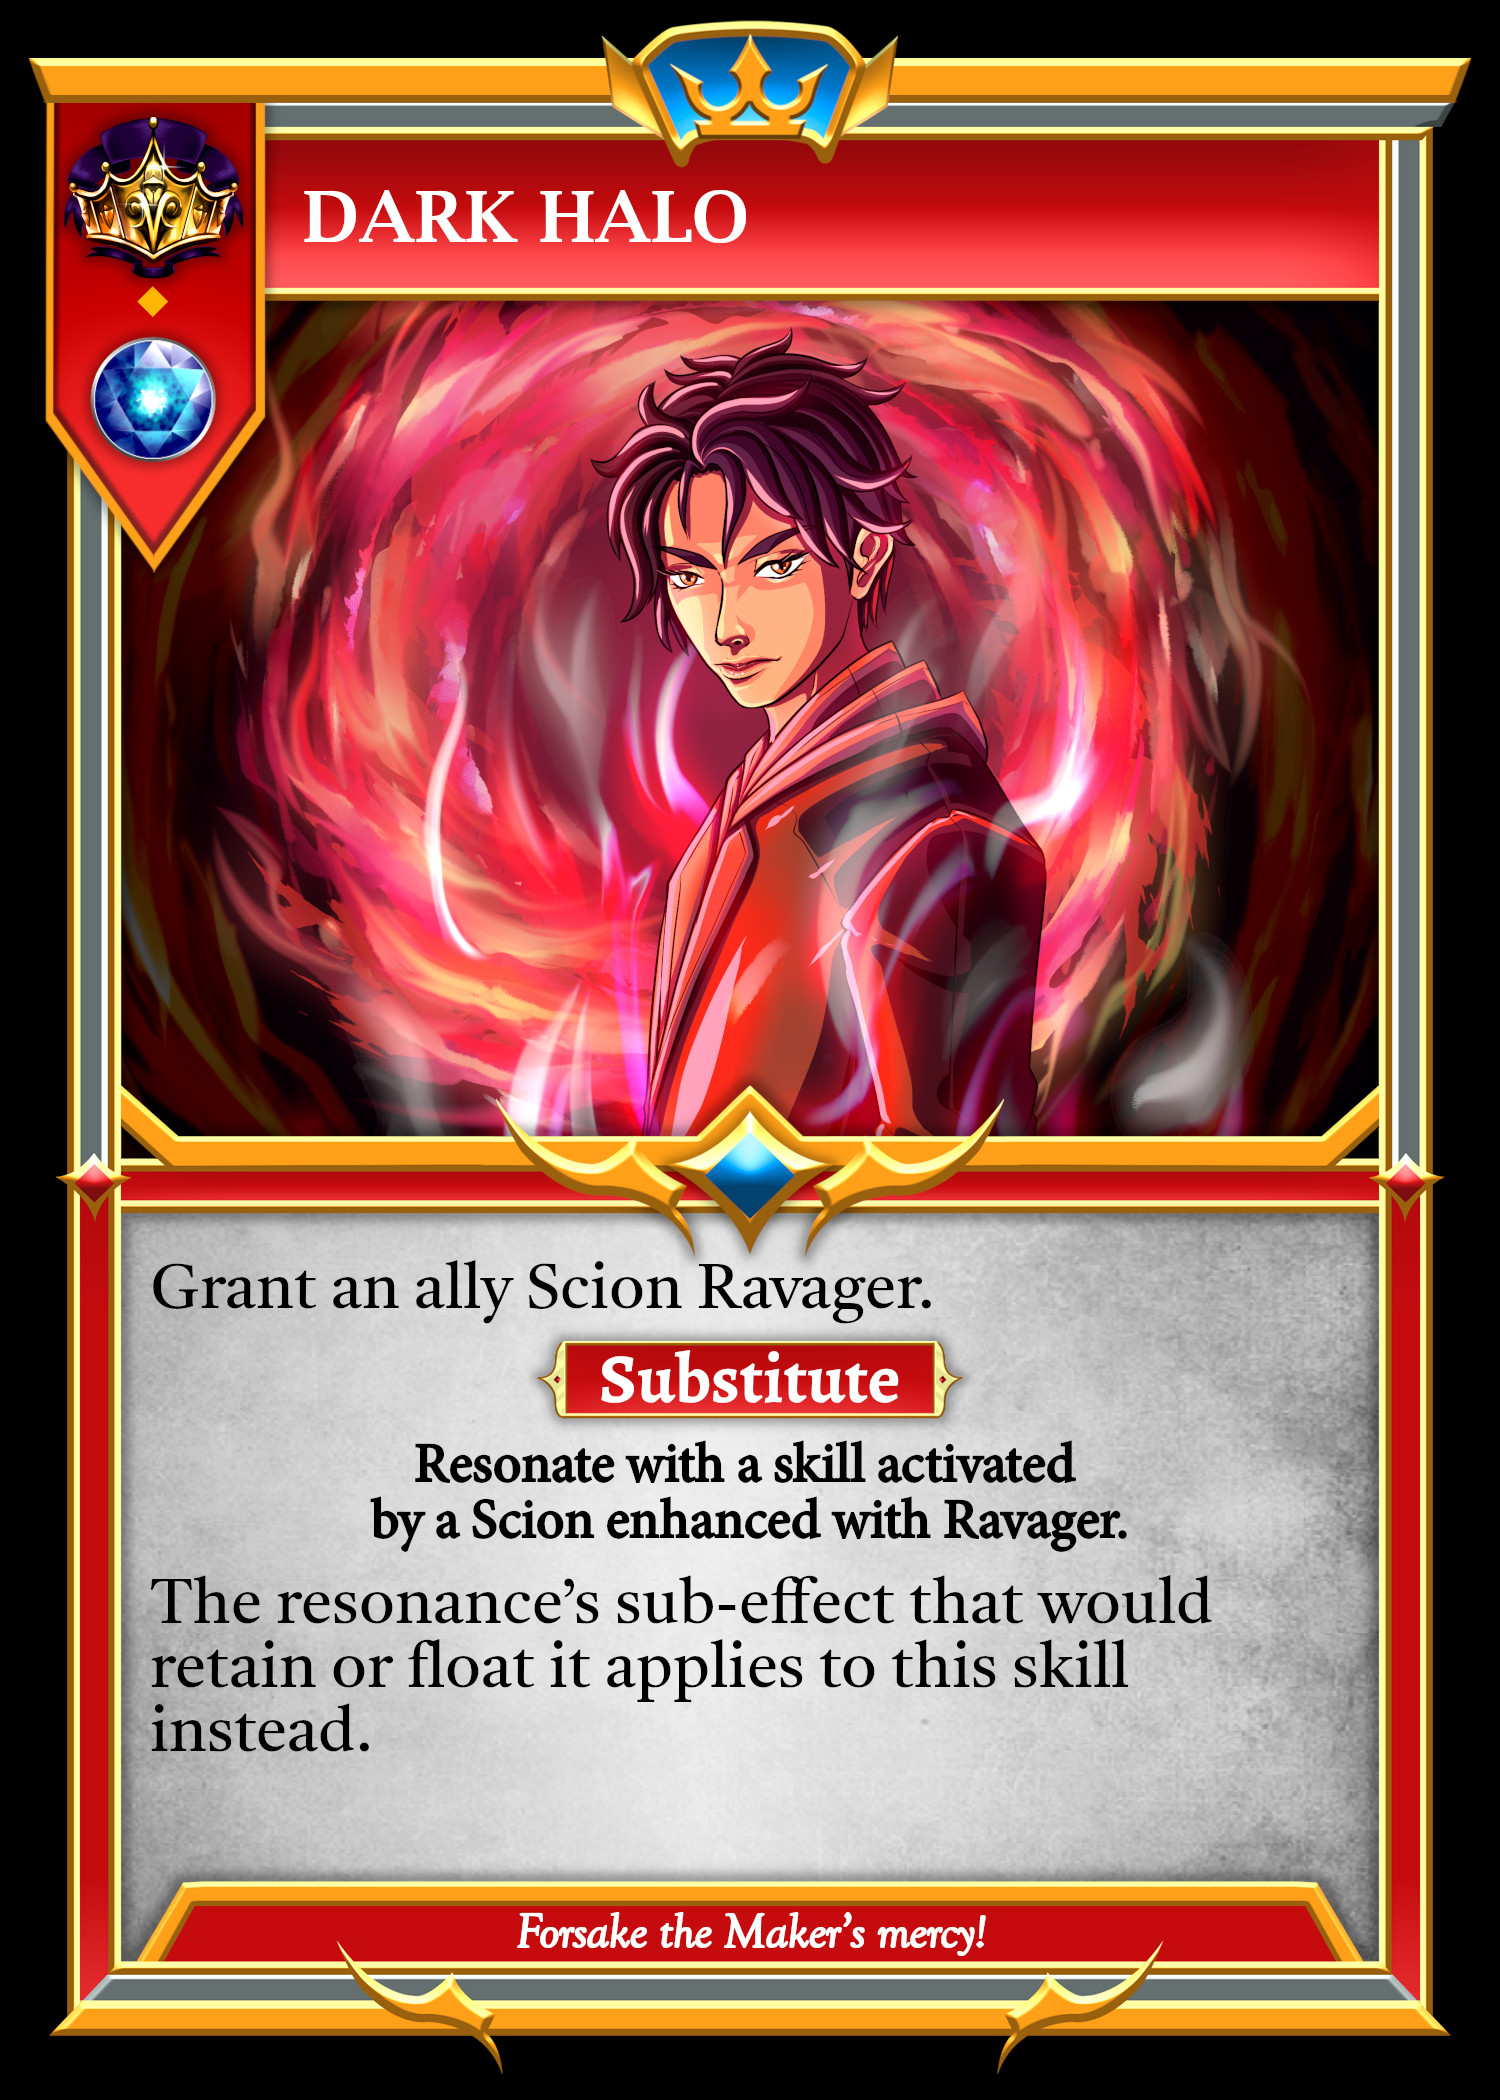 DARK HALO
Grant an ally Scion Ravager.
Substitute
Resonate with a skill activated
by a Scion enhanced with Ravager.
The resonance’s sub-effect that would
retain or float it applies to this skill
instead.
Forsake the Maker’s mercy!